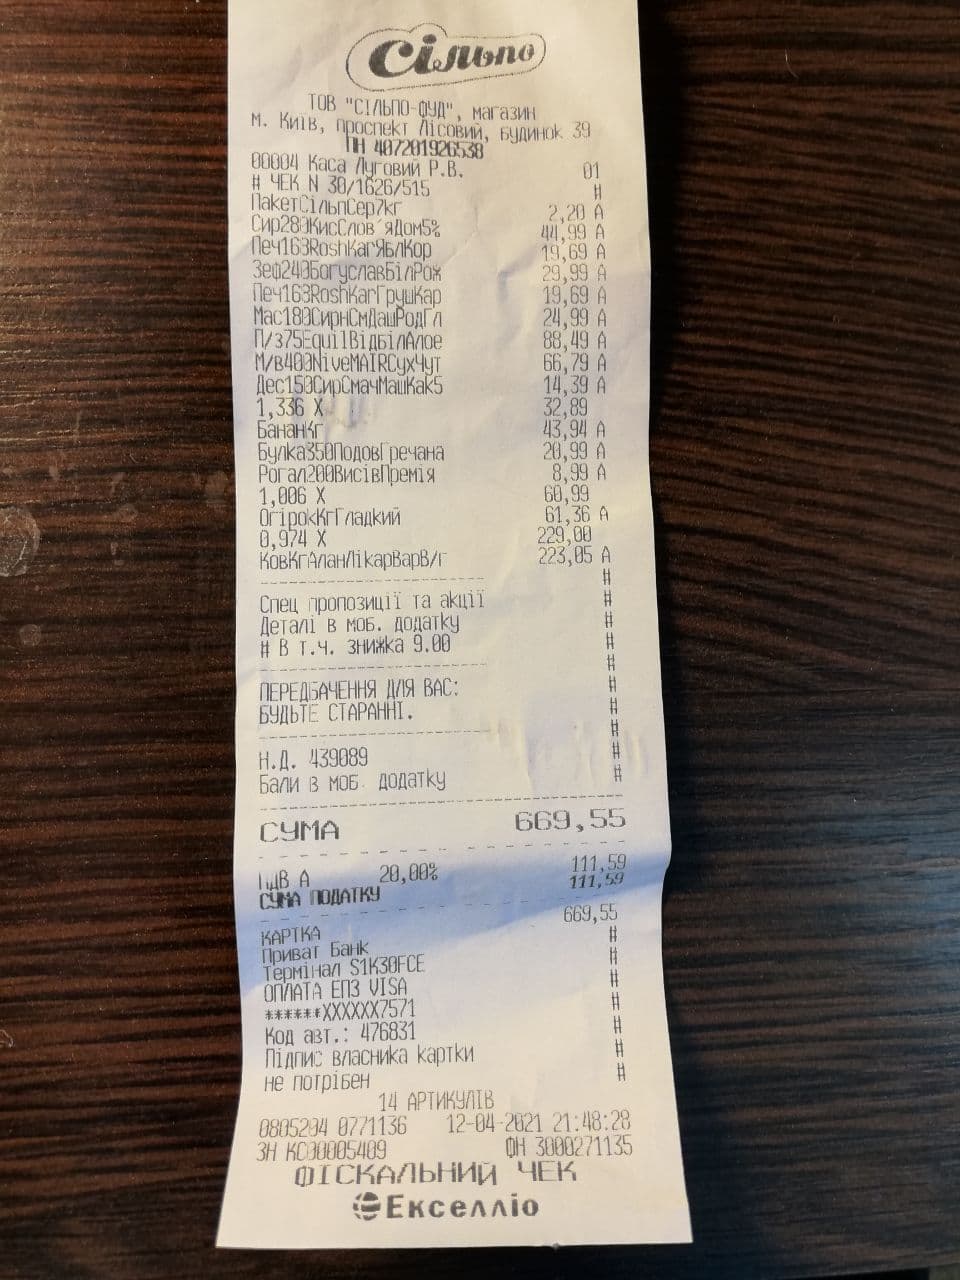 Сільпо
ТОВ "СІЛЬПО-ФУД", магазин
м. Київ, проспект Лісовий, будинок 39
ПН 407201926538
00004 Каса Луговий Р.В. 01
# ЧЕК N 30/1626/515 #
ПакетСільпСер7кг 2,20 А
Сир280КисСлов´яДом5% 44,99 А
Печ163RoshКагЯблКор 19,69 А
Зеф240БогуславБілРож 29,99 А
Печ163RoshКагГрушКар 19,69 А
Мас180СирнСмДашРодГл 24,99 А
П/з75EquilВідбілАлое 88,49 А
М/в400NiveMAIRСухЧут 66,79 А
Дес150СирСмачМашКак5 14,39 А
1,336 X 32,89
БананКг 43,94 А
Булка350ПодовГречана 20,99 А
Рогал200ВисівПремія 8,99 А
1,006 X 60,99
ОгірокКгГладкий 61,36 А
0,974 X 229,00
КовКгАланЛікарВарВ/г 223,05 А
#
Спец пропозиції та акції #
Деталі в моб. додатку #
# В т.ч. знижка 9.00 #
#
ПЕРЕДБАЧЕННЯ ДЛЯ ВАС: #
БУДЬТЕ СТАРАННІ. #
#
Н.Д. 439089 #
Бали в моб. додатку #
СУМА 669,55
ПДВ А 20,00% 111,59
СУМА ПОДАТКУ 111,59
КАРТКА 669,55
Приват Банк #
Термінал S1K30FCE #
ОПЛАТА ЕПЗ VISA #
******XXXXXX7571 #
Код авт.: 476831 #
Підпис власника картки #
не потрібен #
14 АРТИКУЛІВ
0805204 0771136 12-04-2021 21:48:28
ЗН КС00005409 ФН 3000271135
ФІСКАЛЬНИЙ ЧЕК
Екселліо